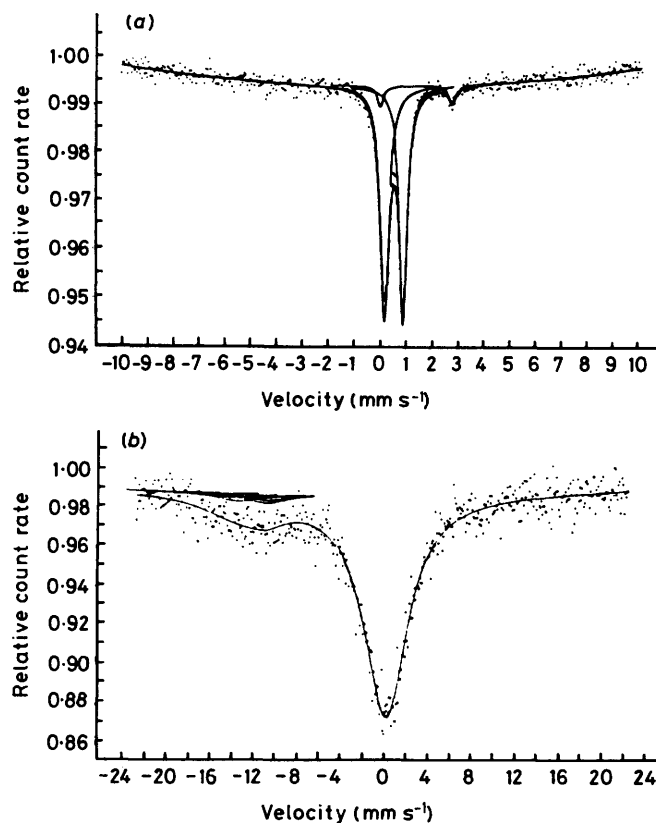 (a)
1·00
0·99
0·98
0·97
0·96
0·95
0·94
Relative count rate
-10 -9 -8 -7 -6 -5 -4 -3 -2 -1 0 1 2 3 4 5 6 7 8 9 10
Velocity (mm s⁻¹)
(b)
1·00
0·98
0·96
0·94
0·92
0·90
0·88
0·86
Relative count rate
-24 -20 -16 -12 -8 -4 0 4 8 12 16 20 24
Velocity (mm s⁻¹)